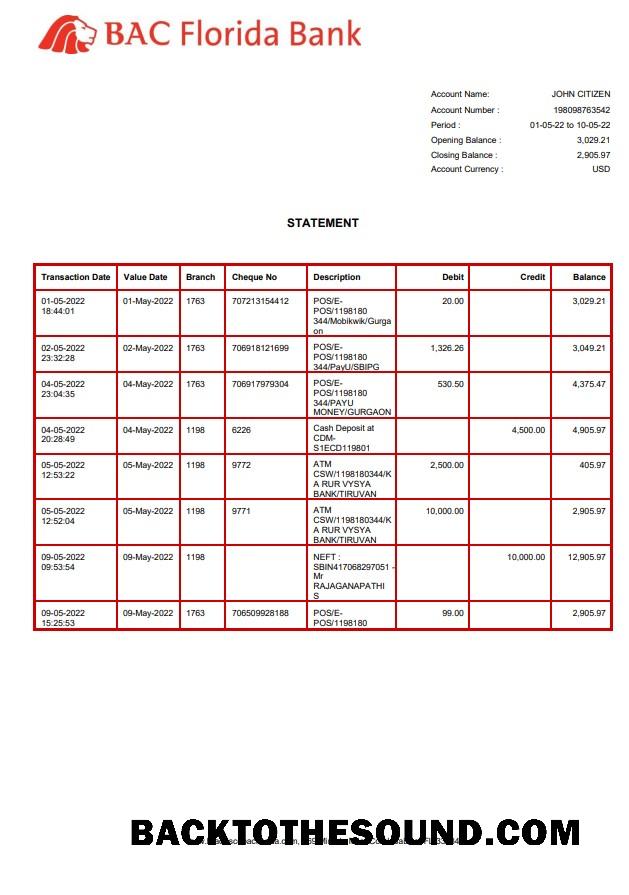 BAC Florida Bank
Account Name: JOHN CITIZEN
Account Number : 198098763542
Period : 01-05-22 to 10-05-22
Opening Balance : 3,029.21
Closing Balance : 2,905.97
Account Currency : USD
STATEMENT
Transaction Date Value Date Branch Cheque No Description Debit Credit Balance
01-05-2022 01-May-2022 1763 707213154412 POS/E- 20.00 3,029.21
18:44:01 POS/1198180
344/Mobikwik/Gurga
on
02-05-2022 02-May-2022 1763 706918121699 POS/E- 1,326.26 3,049.21
23:32:28 POS/1198180
344/PayU/SBIPG
04-05-2022 04-May-2022 1763 706917979304 POS/E- 530.50 4,375.47
23:04:35 POS/1198180
344/PAYU
MONEY/GURGAON
04-05-2022 04-May-2022 1198 6226 Cash Deposit at 4,500.00 4,905.97
20:28:49 CDM-
S1ECD119801
05-05-2022 05-May-2022 1198 9772 ATM 2,500.00 405.97
12:53:22 CSW/1198180344/K
A RUR VYSYA
BANK/TIRUVAN
05-05-2022 05-May-2022 1198 9771 ATM 10,000.00 2,905.97
12:52:04 CSW/1198180344/K
A RUR VYSYA
BANK/TIRUVAN
09-05-2022 09-May-2022 1198 NEFT : 10,000.00 12,905.97
09:53:54 SBIN417068297051 -
Mr
RAJAGANAPATHI
S
09-05-2022 09-May-2022 1763 706509928188 POS/E- 99.00 2,905.97
15:25:53 POS/1198180
BACKTOTHESOUND.COM